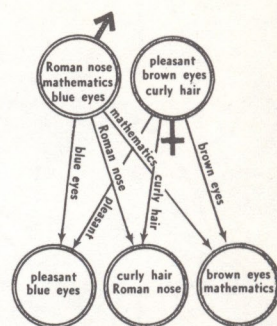 Roman nose
mathematics
blue eyes
pleasant
brown eyes
curly hair
blue eyes
Roman nose
mathematics
pleasant
curly hair
brown eyes
pleasant
blue eyes
curly hair
Roman nose
brown eyes
mathematics